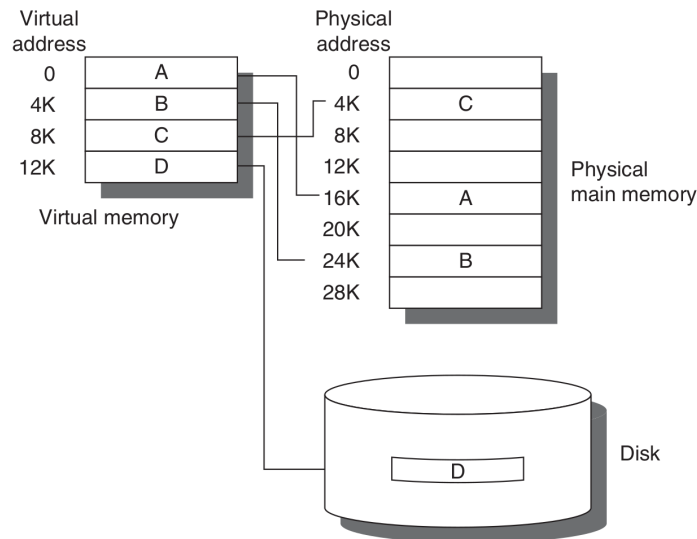 Virtual
address
0 A
4K B
8K C
12K D
Virtual memory
Physical
address
0
4K C
8K
12K
16K A
20K
24K B
28K
Physical
main memory
D
Disk